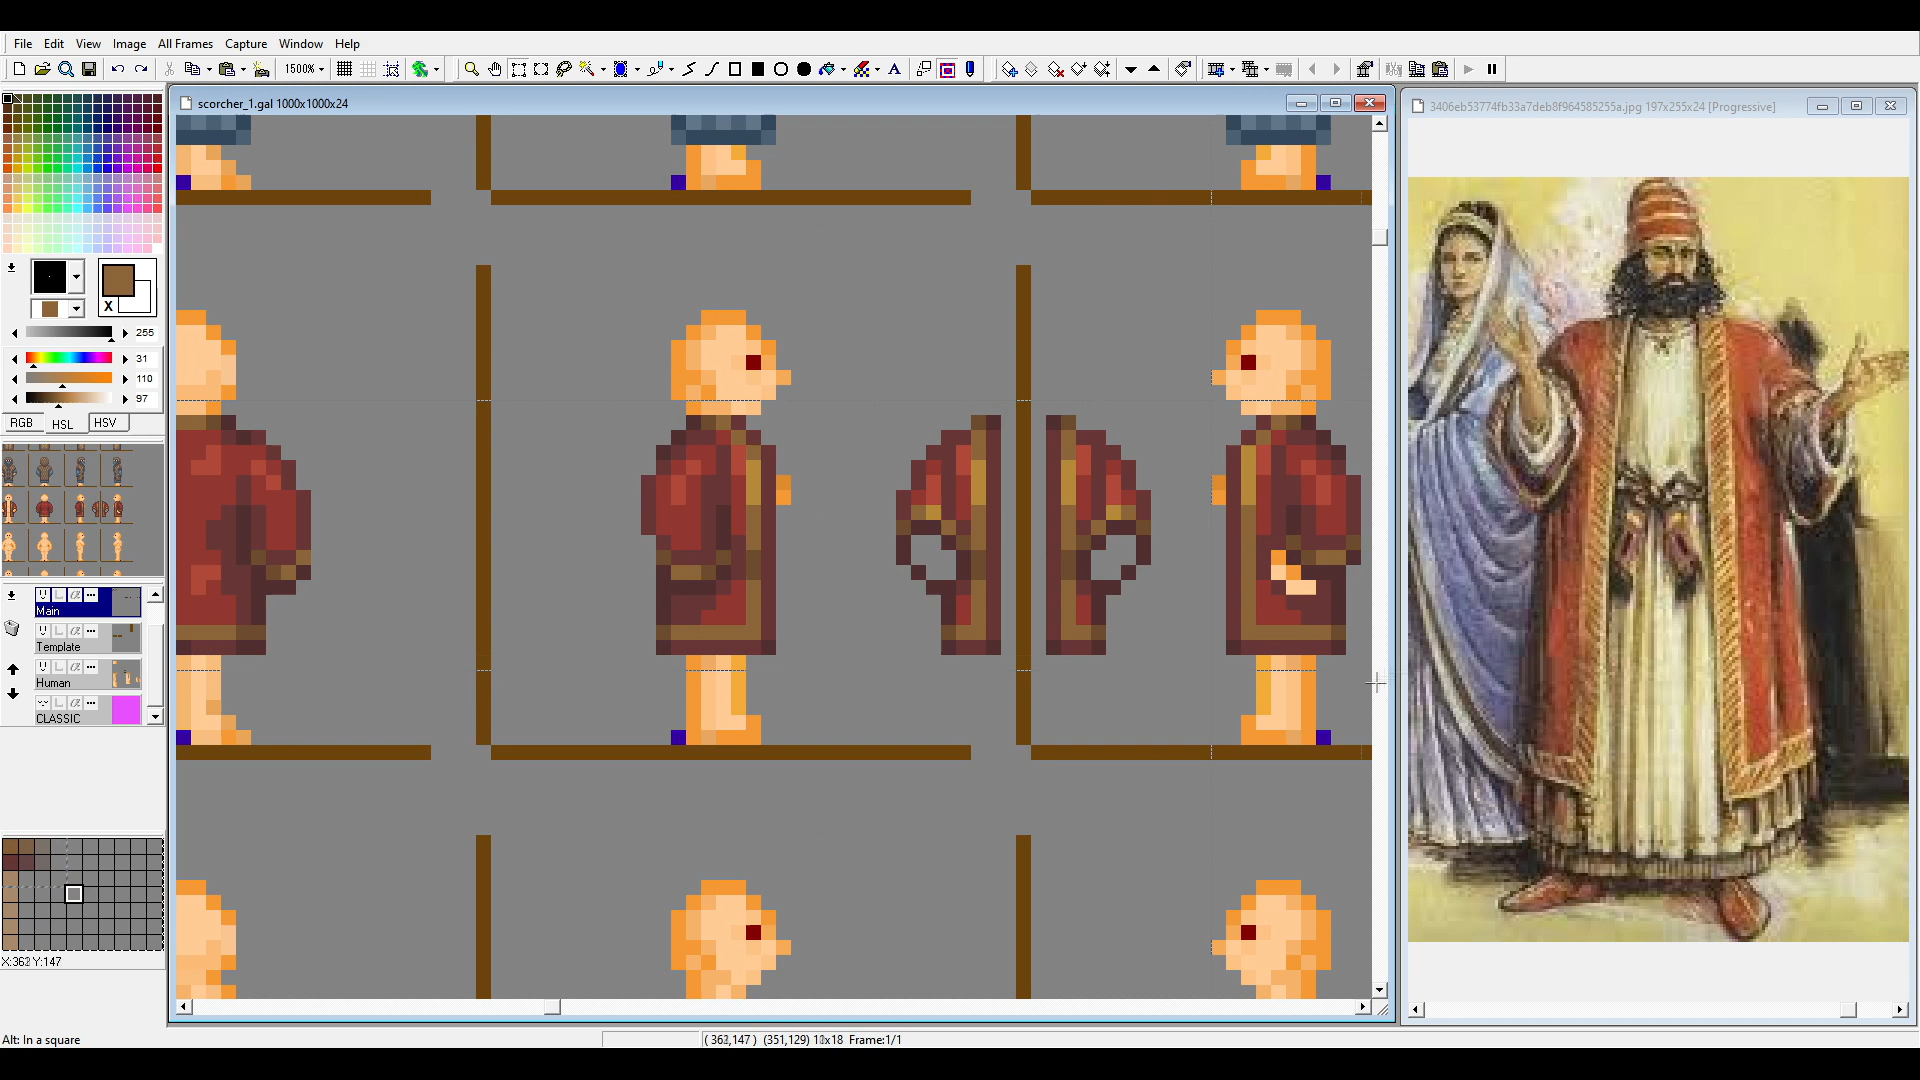 File Edit View Image All Frames Capture Window Help
1500%
A
scorcher_1.gal 1000x1000x24
3406eb53774fb33a7deb8f964585255a.jpg 197x255x24 [Progressive]
X
255
31
110
97
RGB HSL HSV
Main
Template
Human
CLASSIC
X:362 Y:147
Alt: In a square
(362,147) (351,129) 11x18 Frame:1/1